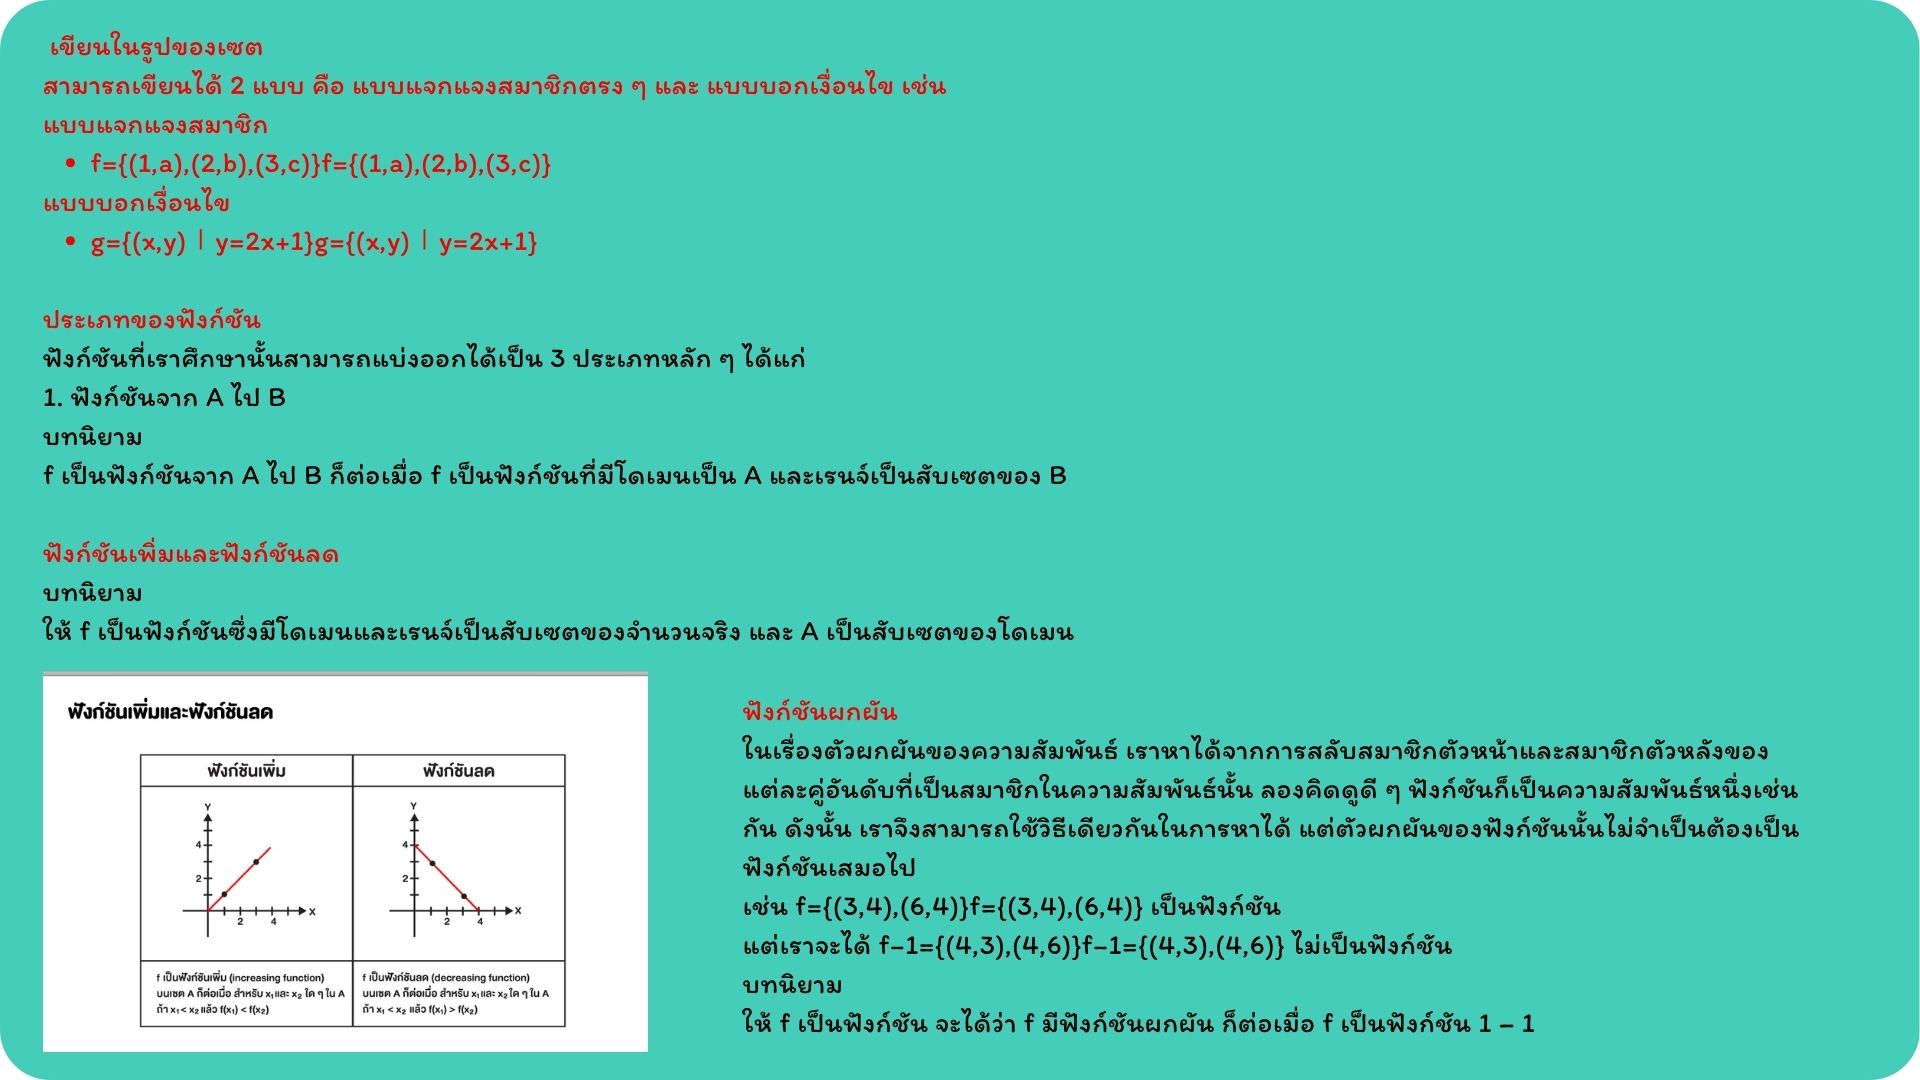 เขียนในรูปของเซต
สามารถเขียนได้ 2 แบบ คือ แบบแจกแจงสมาชิกตรง ๆ และ แบบบอกเงื่อนไข เช่น
แบบแจกแจงสมาชิก
• f={(1,a),(2,b),(3,c)}f={(1,a),(2,b),(3,c)}
แบบบอกเงื่อนไข
• g={(x,y) | y=2x+1}g={(x,y) | y=2x+1}
ประเภทของฟังก์ชัน
ฟังก์ชันที่เราศึกษานั้นสามารถแบ่งออกได้เป็น 3 ประเภทหลัก ๆ ได้แก่
1. ฟังก์ชันจาก A ไป B
บทนิยาม
f เป็นฟังก์ชันจาก A ไป B ก็ต่อเมื่อ f เป็นฟังก์ชันที่มีโดเมนเป็น A และเรนจ์เป็นสับเซตของ B
ฟังก์ชันเพิ่มและฟังก์ชันลด
บทนิยาม
ให้ f เป็นฟังก์ชันซึ่งมีโดเมนและเรนจ์เป็นสับเซตของจำนวนจริง และ A เป็นสับเซตของโดเมน
ฟังก์ชันเพิ่มและฟังก์ชันลด
ฟังก์ชันเพิ่ม
Y
4
2
2 4
X
f เป็นฟังก์ชันเพิ่ม (increasing function)
บนเซต A ก็ต่อเมื่อ สำหรับ x₁และ x₂ ใด ๆ ใน A
ถ้า x₁ < x₂ แล้ว f(x₁) < f(x₂)
ฟังก์ชันลด
Y
4
2
2 4
X
f เป็นฟังก์ชันลด (decreasing function)
บนเซต A ก็ต่อเมื่อ สำหรับ x₁และ x₂ ใด ๆ ใน A
ถ้า x₁ < x₂ แล้ว f(x₁) > f(x₂)
ฟังก์ชันผกผัน
ในเรื่องตัวผกผันของความสัมพันธ์ เราหาได้จากการสลับสมาชิกตัวหน้าและสมาชิกตัวหลังของ
แต่ละคู่อันดับที่เป็นสมาชิกในความสัมพันธ์นั้น ลองคิดดูดี ๆ ฟังก์ชันก็เป็นความสัมพันธ์หนึ่งเช่น
กัน ดังนั้น เราจึงสามารถใช้วิธีเดียวกันในการหาได้ แต่ตัวผกผันของฟังก์ชันนั้นไม่จำเป็นต้องเป็น
ฟังก์ชันเสมอไป
เช่น f={(3,4),(6,4)}f={(3,4),(6,4)} เป็นฟังก์ชัน
แต่เราจะได้ f−1={(4,3),(4,6)}f−1={(4,3),(4,6)} ไม่เป็นฟังก์ชัน
บทนิยาม
ให้ f เป็นฟังก์ชัน จะได้ว่า f มีฟังก์ชันผกผัน ก็ต่อเมื่อ f เป็นฟังก์ชัน 1 – 1